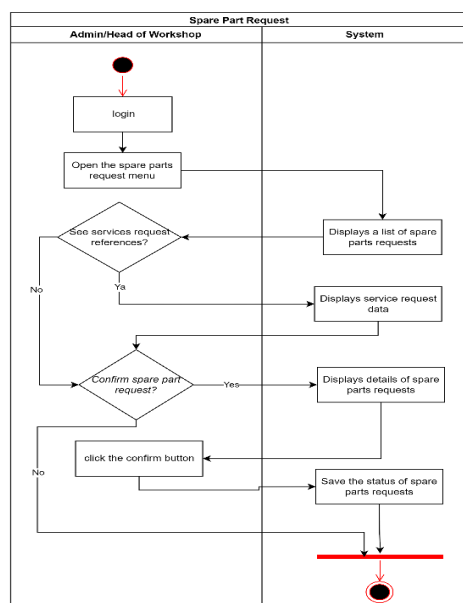 Spare Part Request
Admin/Head of Workshop
System
login
Open the spare parts
request menu
See services request
references?
Displays a list of spare
parts requests
No
Ya
Displays service request
data
Confirm spare part
request?
Yes
Displays details of spare
parts requests
click the confirm button
No
Save the status of spare
parts requests